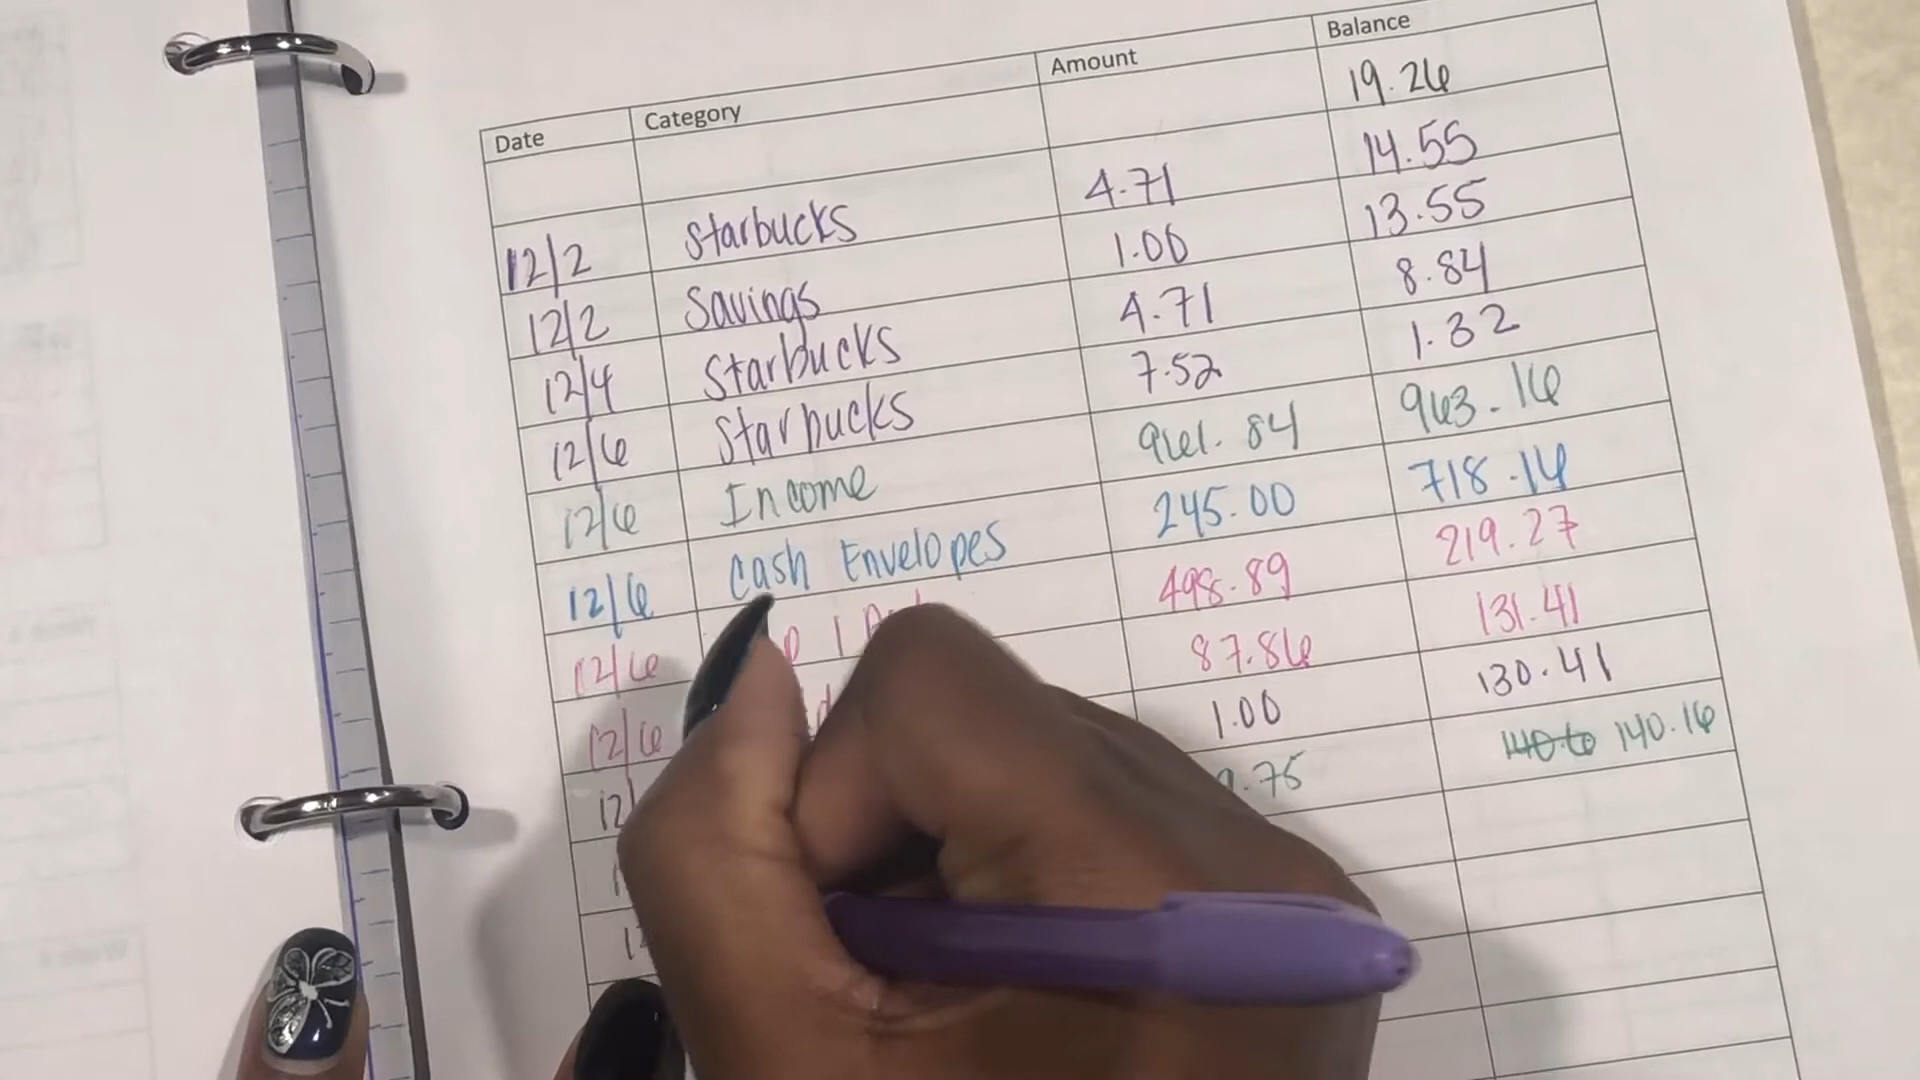 Date Category Amount Balance
19.26
12/2 Starbucks 4.71 14.55
12/2 Savings 1.00 13.55
12/4 Starbucks 4.71 8.84
12/6 Starbucks 7.52 1.32
12/6 Income 961.84 963.16
12/6 Cash Envelopes 245.00 718.16
12/6 498.89 219.27
12/6 87.86 131.41
1.00 130.41
.75 140.16